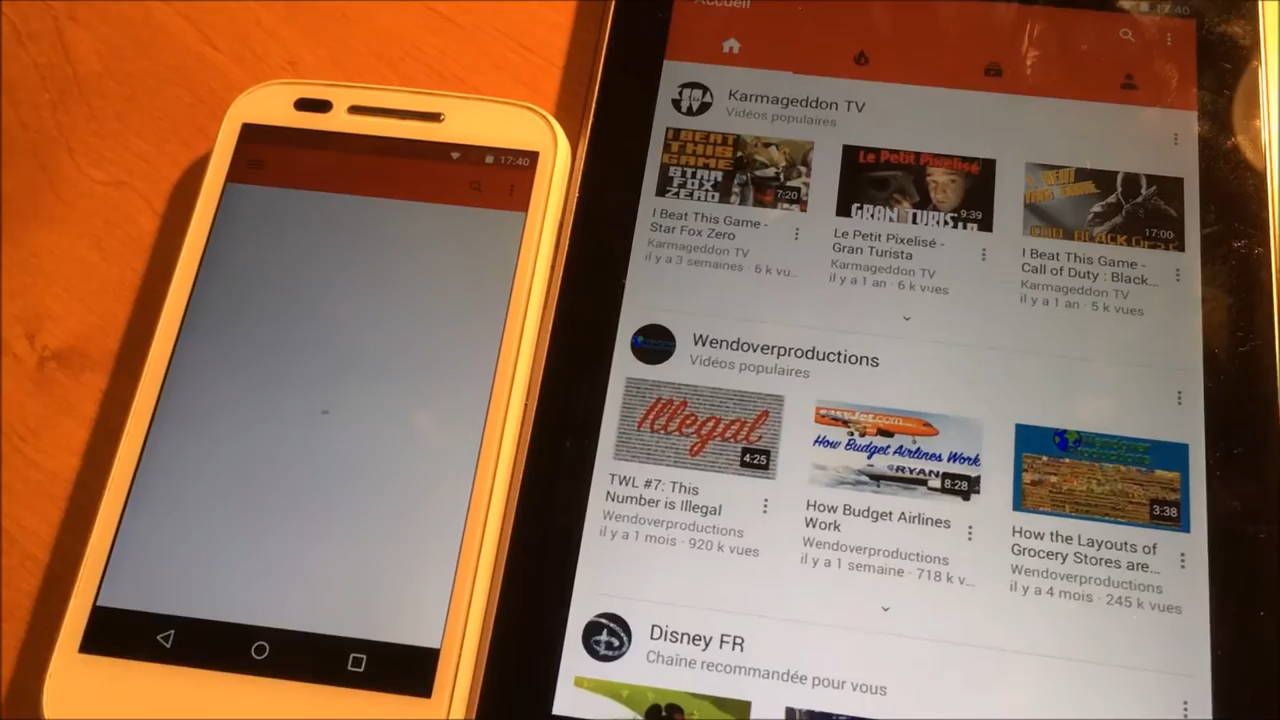 17:40
Accueil
17:40
Karmageddon TV
Vidéos populaires
I BEAT
THIS
GAME
STAR
FOX
ZERO
7:20
I Beat This Game -
Star Fox Zero
Karmageddon TV
il y a 3 semaines · 6 k vu...
Le Petit Pixelisé
GRAN TURIS
9:39
Le Petit Pixelisé -
Gran Turista
Karmageddon TV
il y a 1 an · 6 k vues
17:00
I Beat This Game -
Call of Duty : Black...
Karmageddon TV
il y a 1 an · 5 k vues
Wendoverproductions
Vidéos populaires
Illegal
4:25
TWL #7: This
Number is Illegal
Wendoverproductions
il y a 1 mois · 920 k vues
easyJet.com
How Budget Airlines Work
RYAN
8:28
How Budget Airlines
Work
Wendoverproductions
il y a 1 semaine · 718 k v...
Wendover
Productions
3:38
How the Layouts of
Grocery Stores are...
Wendoverproductions
il y a 4 mois · 245 k vues
Disney FR
Chaîne recommandée pour vous